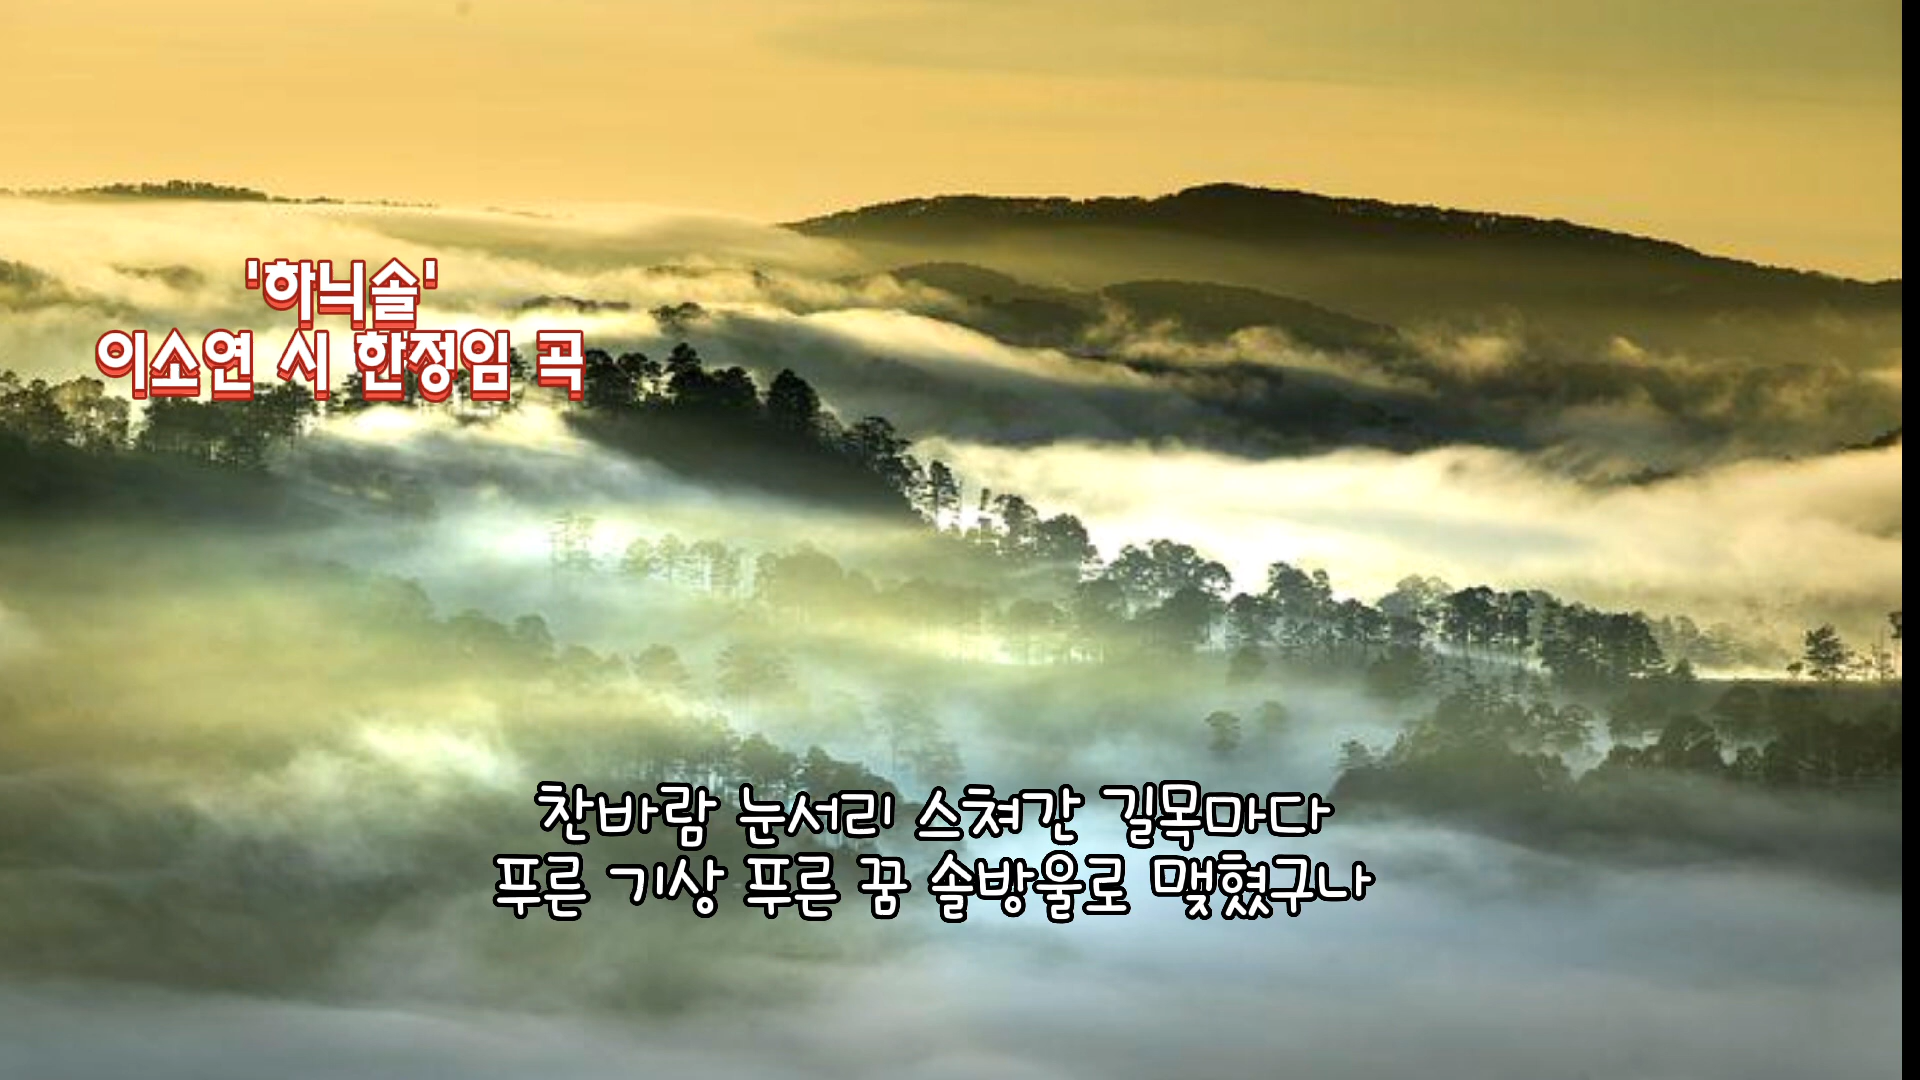 '하늬솔'
이소연 시 한정임 곡
찬바람 눈서리 스쳐간 길목마다
푸른 기상 푸른 꿈 솔방울로 맺혔구나